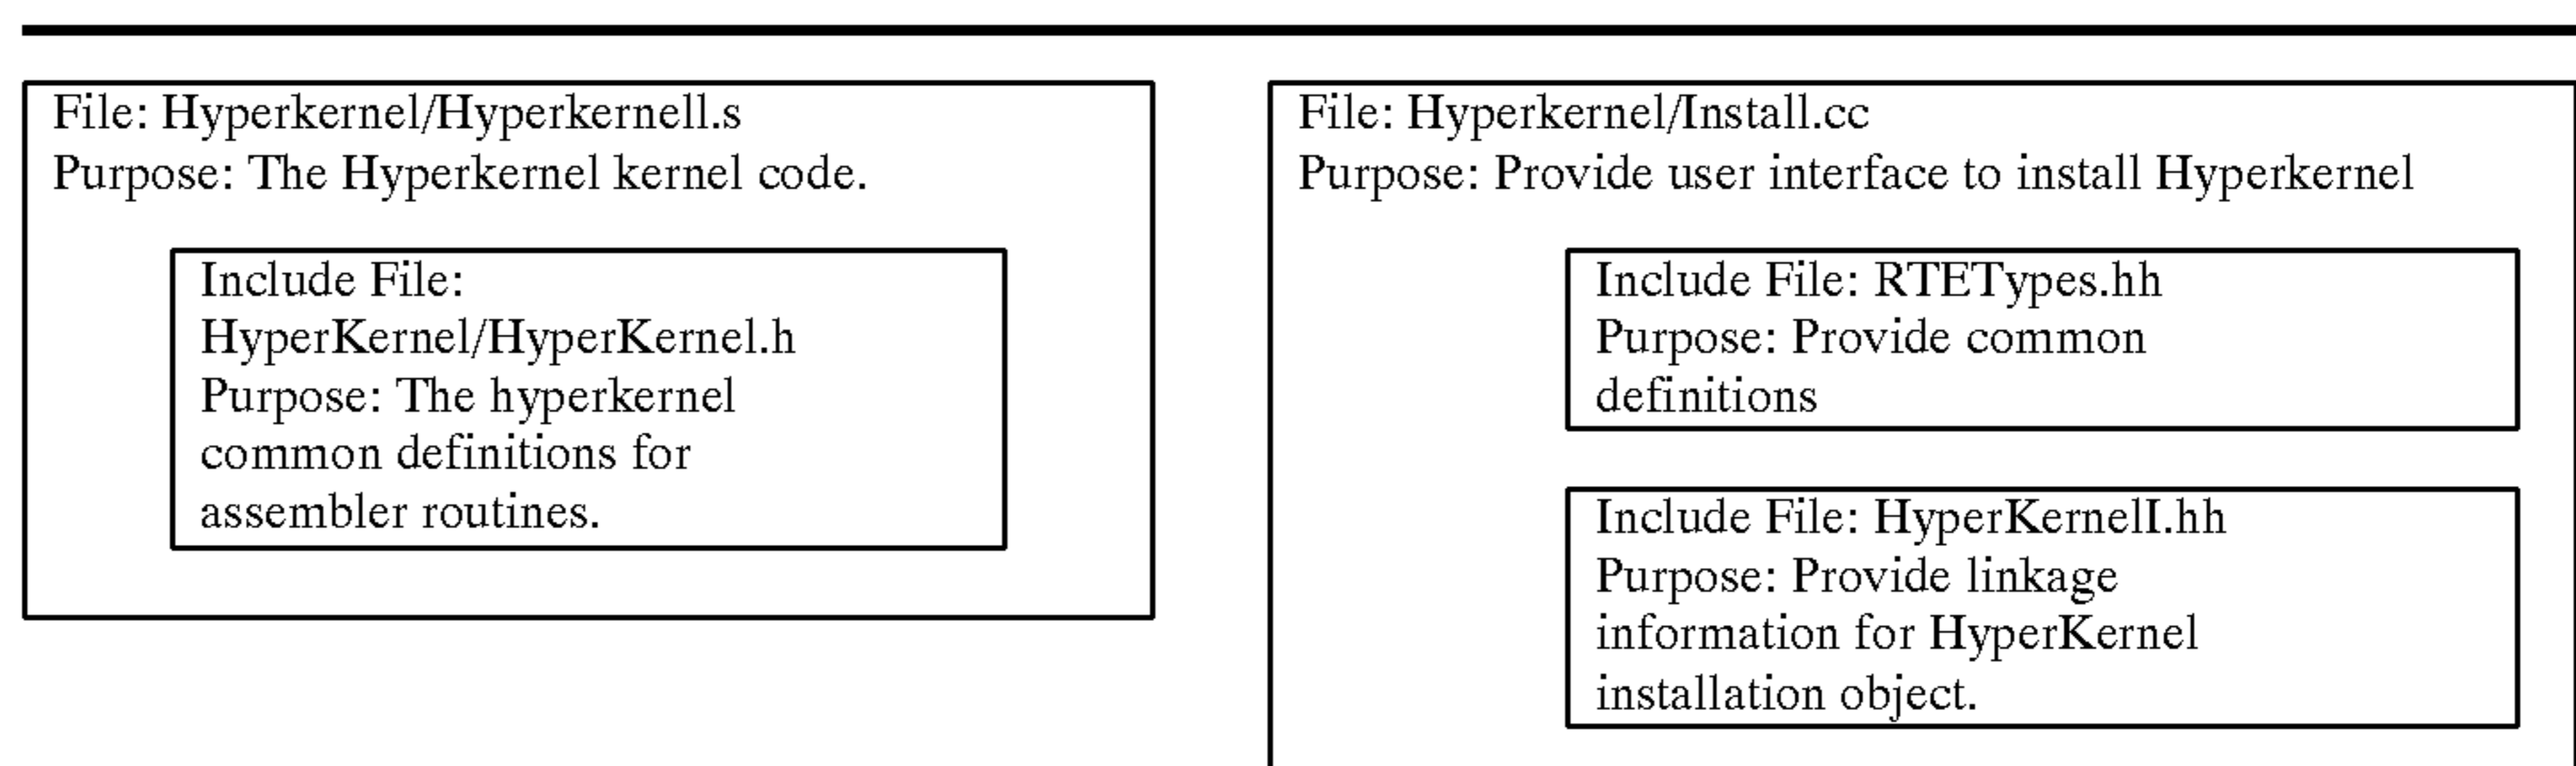 File: Hyperkernel/Hyperkernell.s
Purpose: The Hyperkernel kernel code.
Include File:
HyperKernel/HyperKernel.h
Purpose: The hyperkernel
common definitions for
assembler routines.
File: Hyperkernel/Install.cc
Purpose: Provide user interface to install Hyperkernel
Include File: RTETypes.hh
Purpose: Provide common
definitions
Include File: HyperKernelI.hh
Purpose: Provide linkage
information for HyperKernel
installation object.